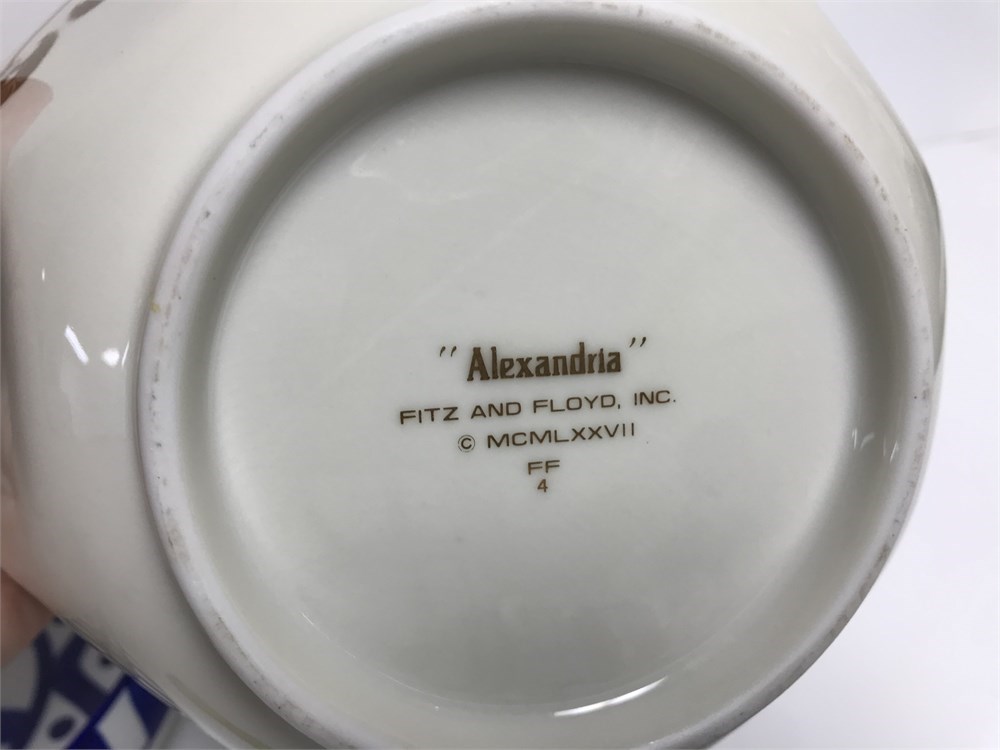 "Alexandria"
FITZ AND FLOYD, INC.
© MCMLXXVII
FF
4